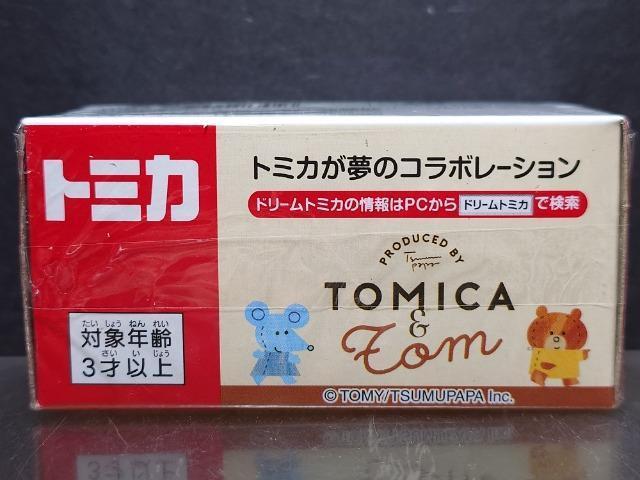 トミカ
トミカが夢のコラボレーション
ドリームトミカの情報はPCから ドリームトミカ で検索
PRODUCED BY
TOMICA
&
Tom
たい しょう ねん れい
対象年齢
さい い じょう
3才以上
© TOMY/TSUMUPAPA Inc.